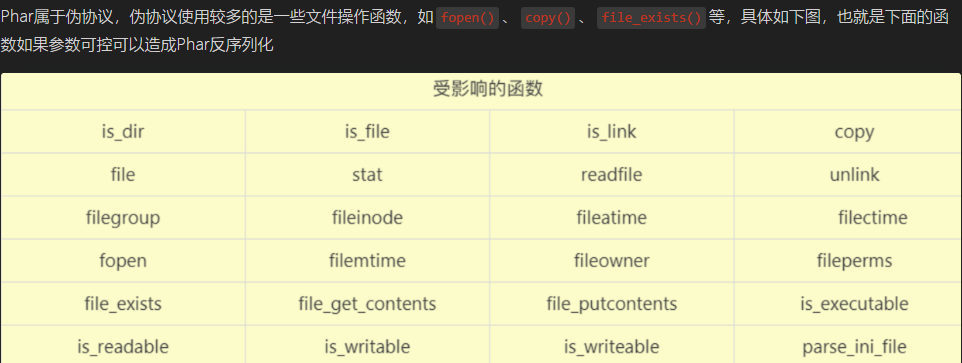 Phar属于伪协议，伪协议使用较多的是一些文件操作函数，如 fopen() 、 copy() 、 file_exists() 等，具体如下图，也就是下面的函
数如果参数可控可以造成Phar反序列化
受影响的函数
is_dir is_file is_link copy
file stat readfile unlink
filegroup fileinode fileatime filectime
fopen filemtime fileowner fileperms
file_exists file_get_contents file_putcontents is_executable
is_readable is_writable is_writeable parse_ini_file